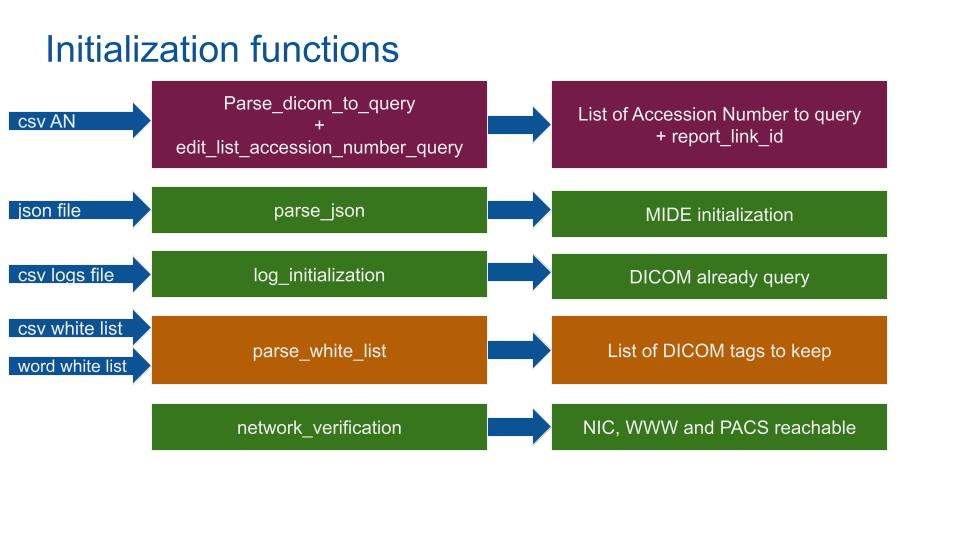 Initialization functions
csv AN
Parse_dicom_to_query
+
edit_list_accession_number_query
List of Accession Number to query
+ report_link_id
json file
parse_json
MIDE initialization
csv logs file
log_initialization
DICOM already query
csv white list
word white list
parse_white_list
List of DICOM tags to keep
network_verification
NIC, WWW and PACS reachable